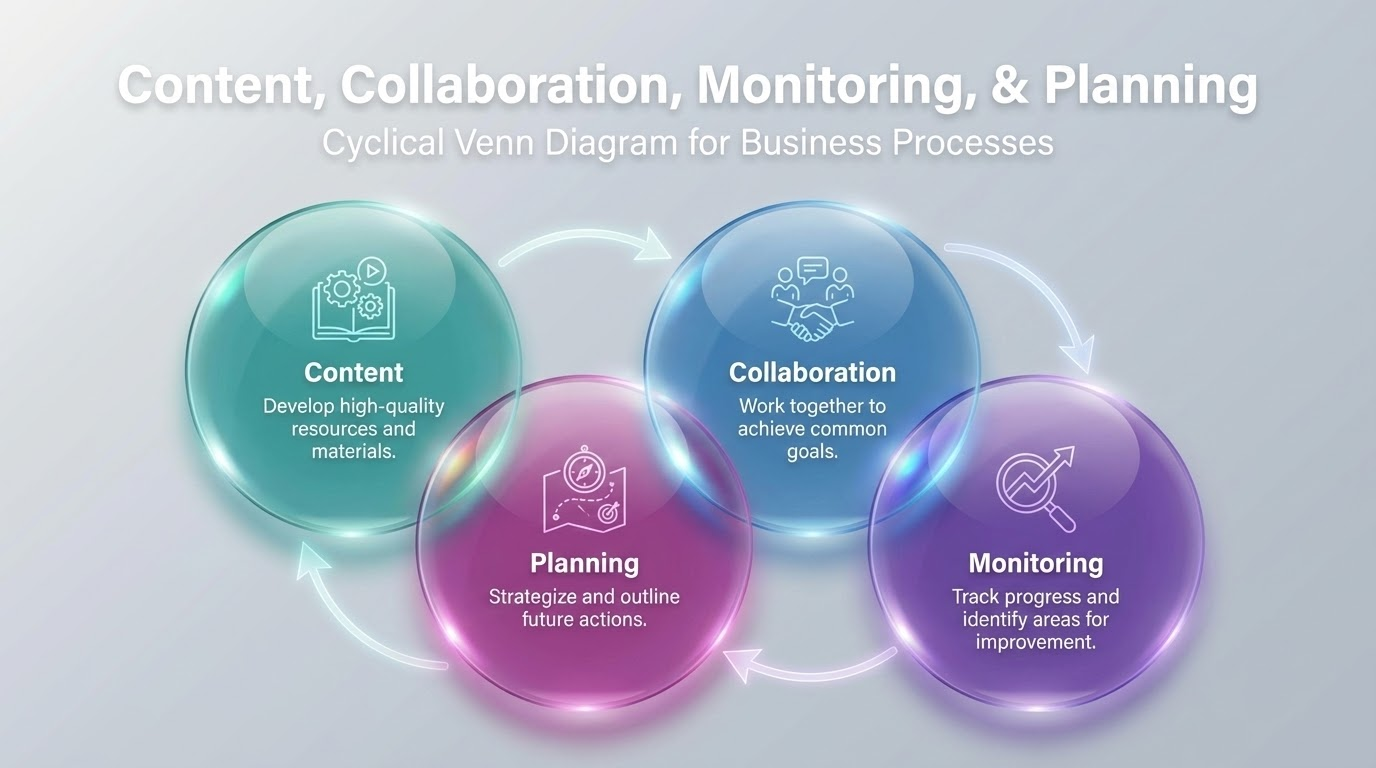 Content, Collaboration, Monitoring, & Planning
Cyclical Venn Diagram for Business Processes
Content
Develop high-quality
resources and
materials.
Collaboration
Work together to
achieve common
goals.
Planning
Strategize and outline
future actions.
Monitoring
Track progress and
identify areas for
improvement.